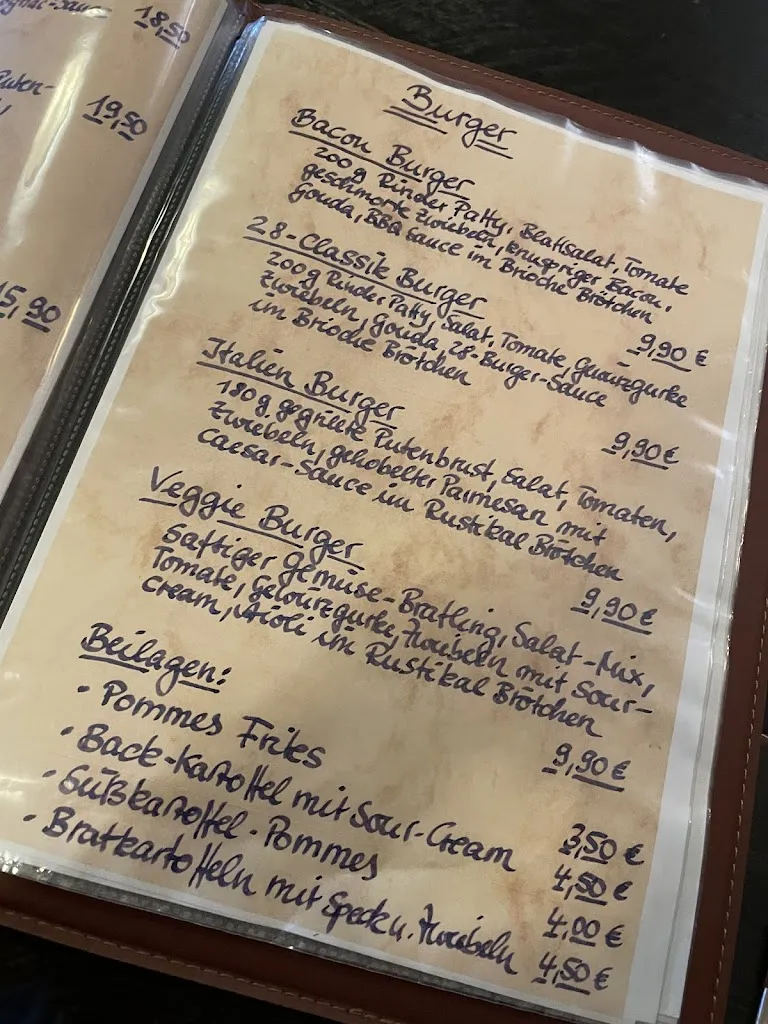 18,50
19,50
15,90
Burger
Bacon Burger
200g Rinder Patty, Blattsalat, Tomate
geschmorte Zwiebeln, knuspriger Bacon,
Gouda, BBQ Sauce im Brioche Brötchen
9,90 €
28-Classik Burger
200g Rinder Patty, Salat, Tomate, Gewürzgurke
Zwiebeln, Gouda, 28-Burger-Sauce
im Brioche Brötchen
9,90€
Italien Burger
180g gegrillte Putenbrust, Salat, Tomaten,
Zwiebeln, gehobelter Parmesan mit
Caesar-Sauce im Rustikal Brötchen
9,90€
Veggie Burger
Saftiger Gemüse-Bratling, Salat-Mix,
Tomate, Gewürzgurke, Zwiebeln mit Sour-
Cream, Aioli im Rustikal Brötchen
9,90€
Beilagen:
• Pommes Frites 3,50 €
• Back-Kartoffel mit Sour-Cream 4,50 €
• Süßkartoffel-Pommes 4,00 €
• Bratkartoffeln mit Speck u. Zwiebeln 4,50 €